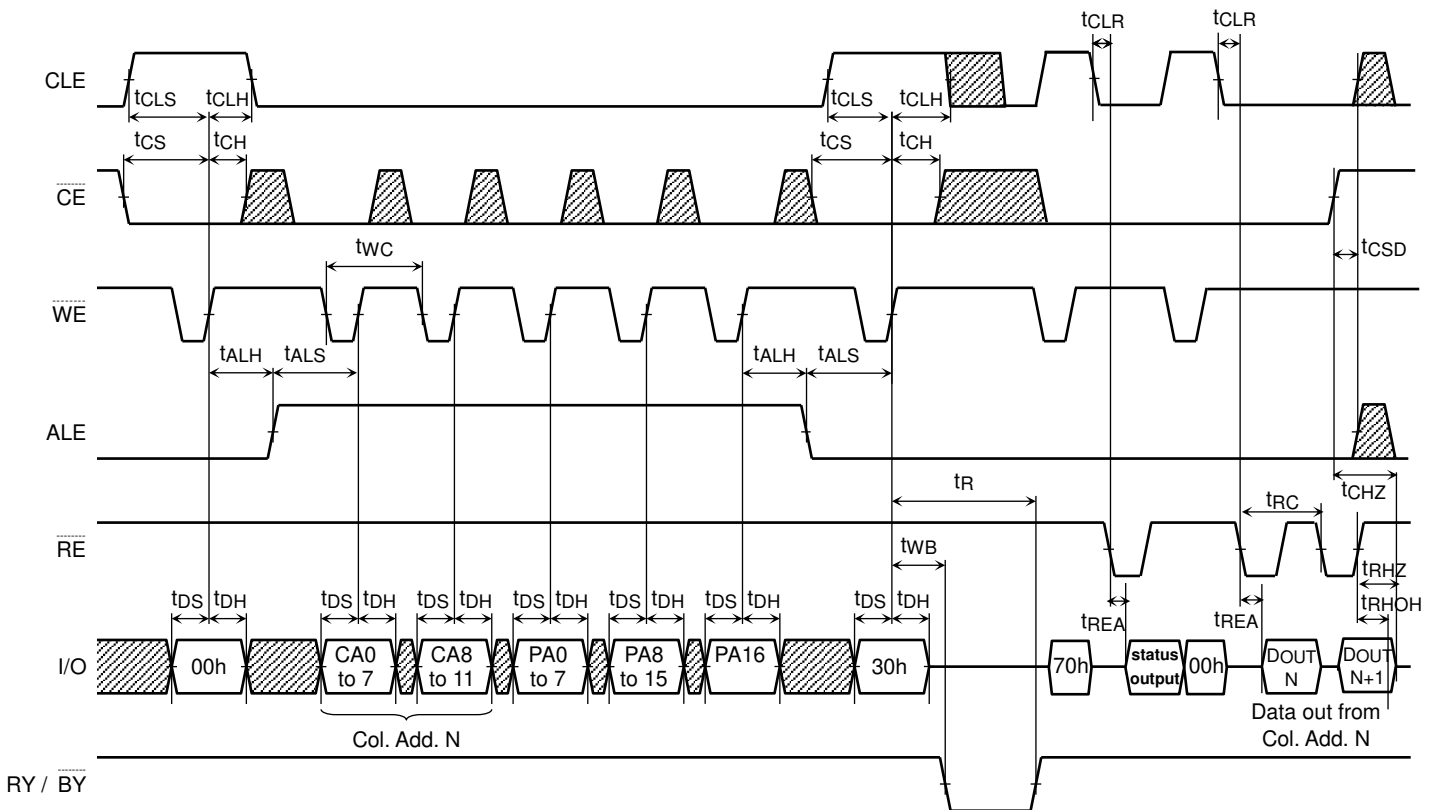 tCLR tCLR
CLE
tCLS tCLH tCLS tCLH
tCS tCH tCS tCH
CE
tWC tCSD
WE
tALH tALS tALH tALS
ALE
tR tCHZ
tRC
RE
tWB
tRHZ
tDS tDH tDS tDH tDS tDH tDS tDH tDS tDH tDS tDH tDS tDH tRHOH
tREA tREA
I/O 00h CA0 to 7 CA8 to 11 PA0 to 7 PA8 to 15 PA16 30h 70h status output 00h DOUT N DOUT N+1
Col. Add. N
Data out from
Col. Add. N
RY / BY